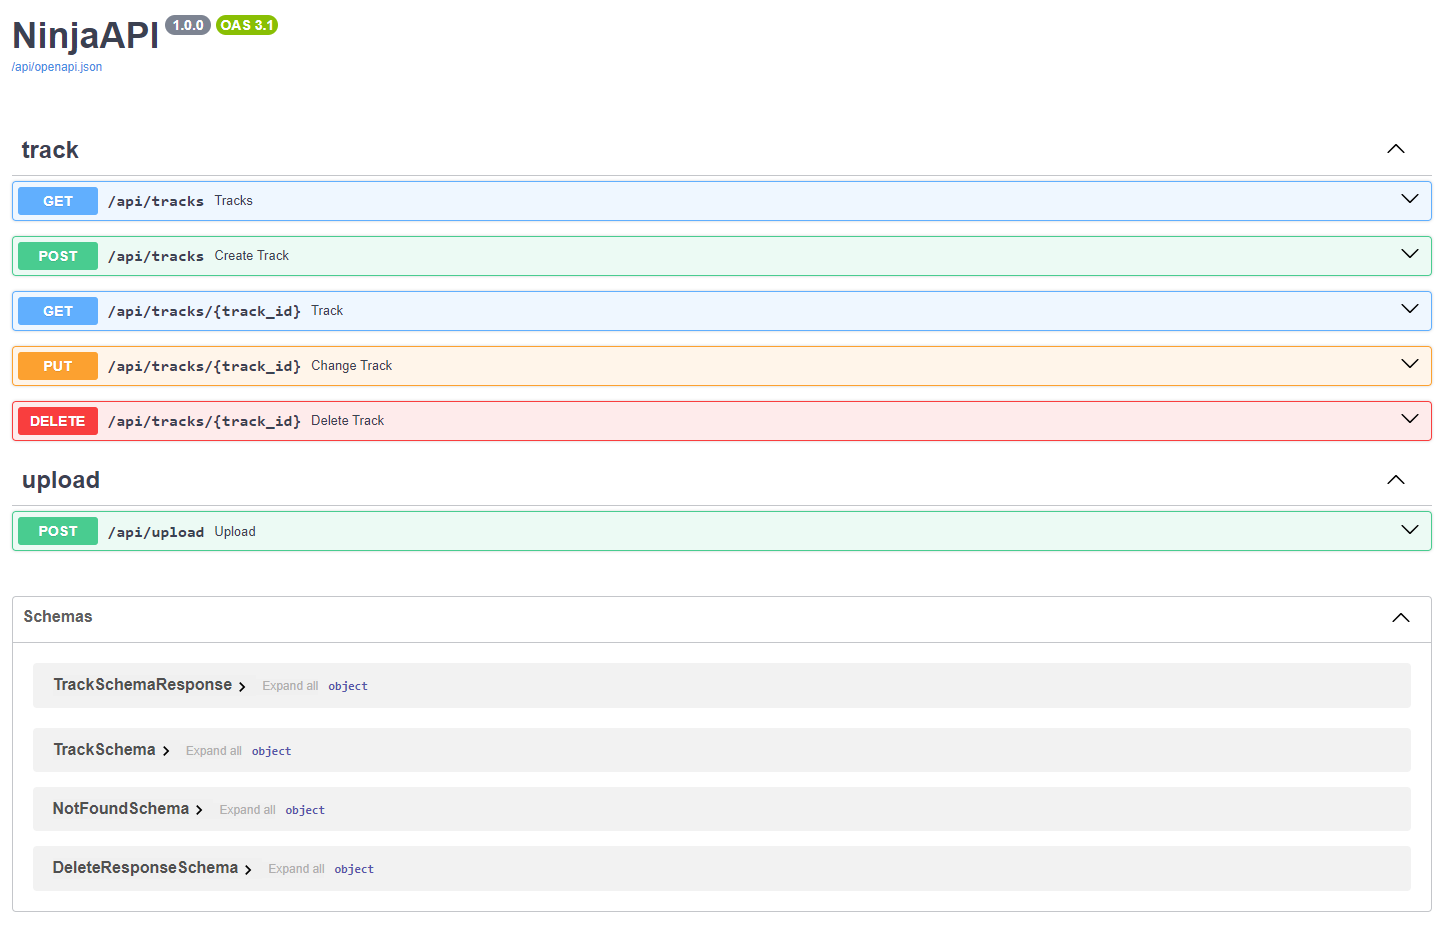 NinjaAPI 1.0.0 OAS 3.1
/api/openapi.json
track
GET /api/tracks Tracks
POST /api/tracks Create Track
GET /api/tracks/{track_id} Track
PUT /api/tracks/{track_id} Change Track
DELETE /api/tracks/{track_id} Delete Track
upload
POST /api/upload Upload
Schemas
TrackSchemaResponse Expand all object
TrackSchema Expand all object
NotFoundSchema Expand all object
DeleteResponseSchema Expand all object